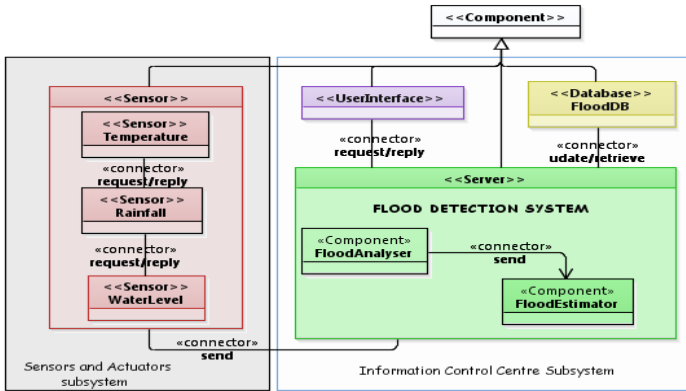 <<Component>>
<<Sensor>>
<<Sensor>>
Temperature
«connector»
request/reply
<<Sensor>>
Rainfall
«connector»
request/reply
<<Sensor>>
WaterLevel
«connector»
send
Sensors and Actuators
subsystem
<<UserInterface>>
«connector»
request/reply
<<Database>>
FloodDB
«connector»
udate/retrieve
<<Server>>
FLOOD DETECTION SYSTEM
«Component»
FloodAnalyser
«connector»
send
«Component»
FloodEstimator
Information Control Centre Subsystem